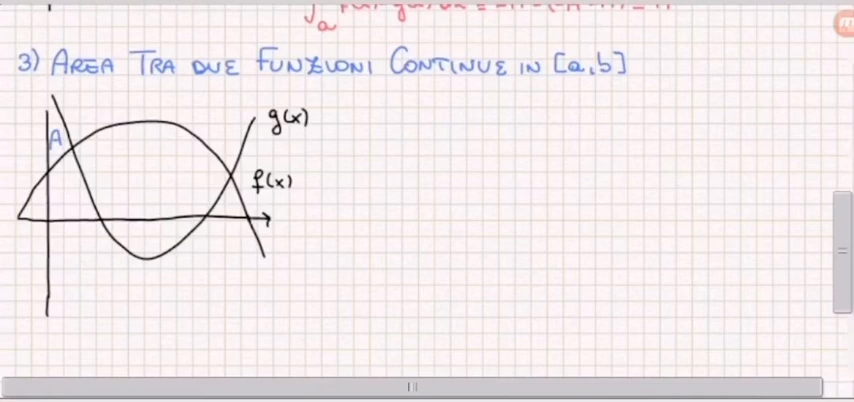 3) AREA TRA DUE FUNZIONI CONTINUE IN [a,b]
g(x)
A
f(x)